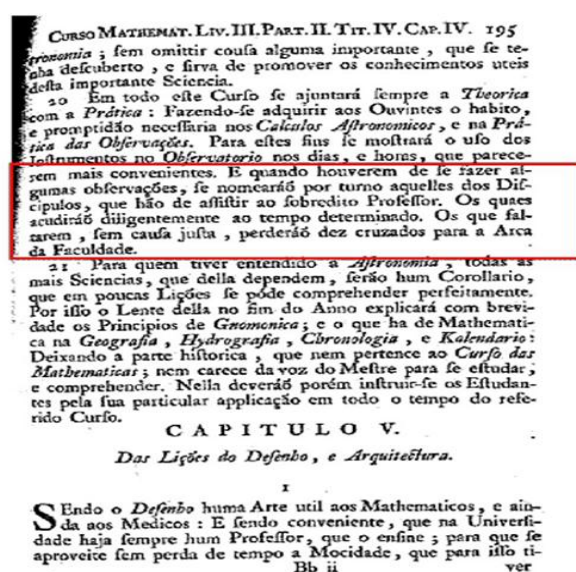 CURSO MATHEMAT. LIV. III. PART. II. TIT. IV. CAP. IV. 195
tronomia ; ſem omittir couſa alguma importante , que ſe te-
nha deſcuberto , e ſirva de promover os conhecimentos uteis
deſta importante Sciencia.
20 Em todo eſte Curſo ſe ajuntará ſempre a Theorica
com a Prática : Fazendo-ſe adquirir aos Ouvintes o habito,
e promptidão neceſſaria nos Calculos Aſtronomicos, e na Prá-
tica das Obſervações. Para eſtes fins ſe moſtrará o uſo dos
Inſtrumentos no Obſervatorio nos dias, e horas, que parece-
rem mais convenientes. E quando houverem de ſe fazer al-
gumas obſervações, ſe nomearáõ por turno aquelles dos Diſ-
cipulos, que hão de aſſiſtir ao ſobredito Profeſſor. Os quaes
acudiráõ diligentemente ao tempo determinado. Os que fal-
tarem , ſem cauſa juſta , perderáõ dez cruzados para a Arca
da Faculdade.
21 Para quem tiver entendido a Aſtronomia , todas as
mais Sciencias, que della dependem, ſerão hum Corollario,
que em poucas Lições ſe póde comprehender perfeitamente.
Por iſſo o Lente della no fim do Anno explicará com brevi-
dade os Principios de Gnomonica; e o que ha de Mathemati-
ca na Geografia , Hydrografia , Chronologia , e Kalendario:
Deixando a parte hiſtorica , que nem pertence ao Curſo das
Mathematicas; nem carece da voz do Meſtre para ſe eſtudar,
e comprehender. Nella deveráõ porém inſtruir-ſe os Eſtudan-
tes pela ſua particular applicação em todo o tempo do refe-
rido Curſo.
CAPITULO V.
Das Lições do Deſenho, e Arquitectura.
I
SEndo o Deſenho huma Arte util aos Mathematicos, e ain-
da aos Medicos : E ſendo conveniente, que na Univerſi-
dade haja ſempre hum Profeſſor, que o enſine ; para que ſe
aproveite ſem perda de tempo a Mocidade, que para iſſo ti-
Bb ii ver